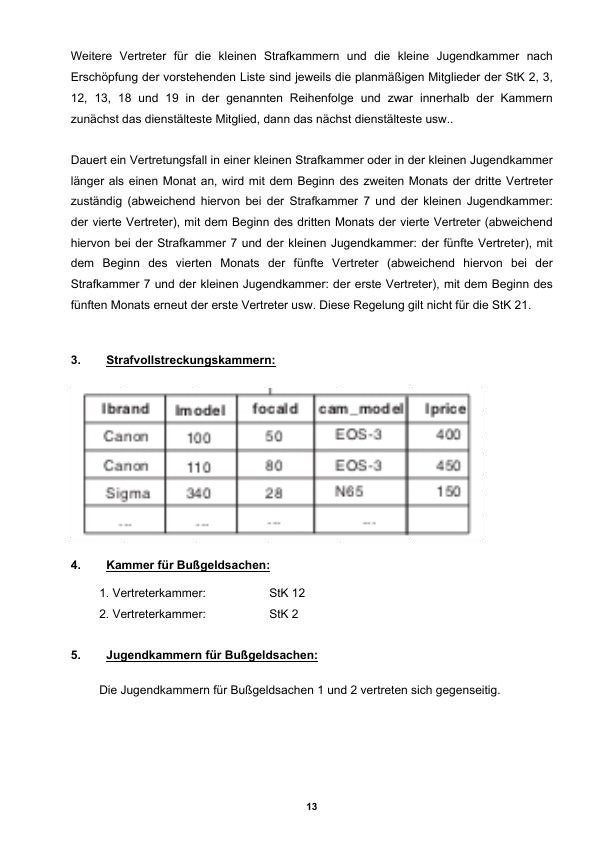 Weitere Vertreter für die kleinen Strafkammern und die kleine Jugendkammer nach
Erschöpfung der vorstehenden Liste sind jeweils die planmäßigen Mitglieder der StK 2, 3,
12, 13, 18 und 19 in der genannten Reihenfolge und zwar innerhalb der Kammern
zunächst das dienstälteste Mitglied, dann das nächst dienstälteste usw..
Dauert ein Vertretungsfall in einer kleinen Strafkammer oder in der kleinen Jugendkammer
länger als einen Monat an, wird mit dem Beginn des zweiten Monats der dritte Vertreter
zuständig (abweichend hiervon bei der Strafkammer 7 und der kleinen Jugendkammer:
der vierte Vertreter), mit dem Beginn des dritten Monats der vierte Vertreter (abweichend
hiervon bei der Strafkammer 7 und der kleinen Jugendkammer: der fünfte Vertreter), mit
dem Beginn des vierten Monats der fünfte Vertreter (abweichend hiervon bei der
Strafkammer 7 und der kleinen Jugendkammer: der erste Vertreter), mit dem Beginn des
fünften Monats erneut der erste Vertreter usw. Diese Regelung gilt nicht für die StK 21.
3. Strafvollstreckungskammern:
lbrand lmodel focald cam_model lprice
Canon 100 50 EOS-3 400
Canon 110 80 EOS-3 450
Sigma 340 28 N65 150
... ... ... ...
4. Kammer für Bußgeldsachen:
1. Vertreterkammer: StK 12
2. Vertreterkammer: StK 2
5. Jugendkammern für Bußgeldsachen:
Die Jugendkammern für Bußgeldsachen 1 und 2 vertreten sich gegenseitig.
13